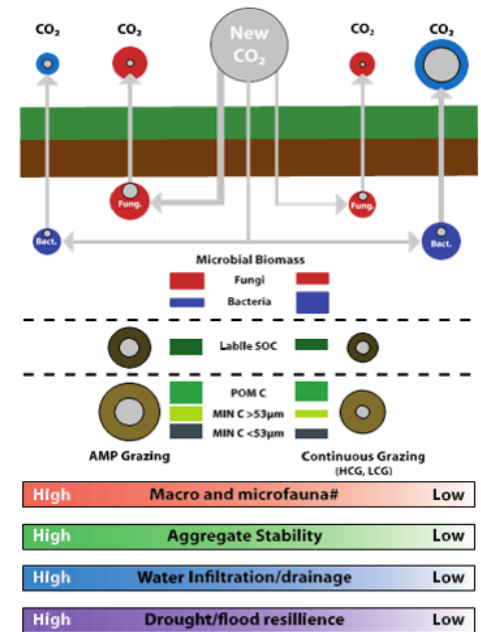 CO₂
CO₂
New
CO₂
CO₂
CO₂
Fung.
Fung.
Bact.
Bact.
Microbial Biomass
Fungi
Bacteria
Labile SOC
POM C
MIN C >53µm
MIN C <53µm
AMP Grazing
Continuous Grazing
(HCG, LCG)
High Macro and microfauna# Low
High Aggregate Stability Low
High Water Infiltration/drainage Low
High Drought/flood resillience Low